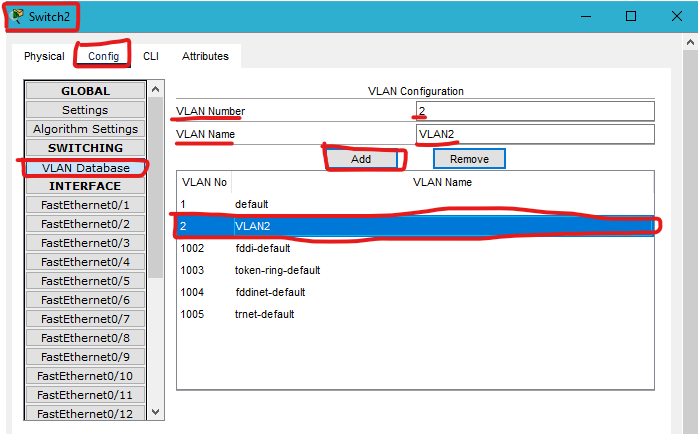 Switch2
Physical Config CLI Attributes
GLOBAL
Settings
Algorithm Settings
SWITCHING
VLAN Database
INTERFACE
FastEthernet0/1
FastEthernet0/2
FastEthernet0/3
FastEthernet0/4
FastEthernet0/5
FastEthernet0/6
FastEthernet0/7
FastEthernet0/8
FastEthernet0/9
FastEthernet0/10
FastEthernet0/11
FastEthernet0/12
VLAN Configuration
VLAN Number 2
VLAN Name VLAN2
Add Remove
VLAN No VLAN Name
1 default
2 VLAN2
1002 fddi-default
1003 token-ring-default
1004 fddinet-default
1005 trnet-default